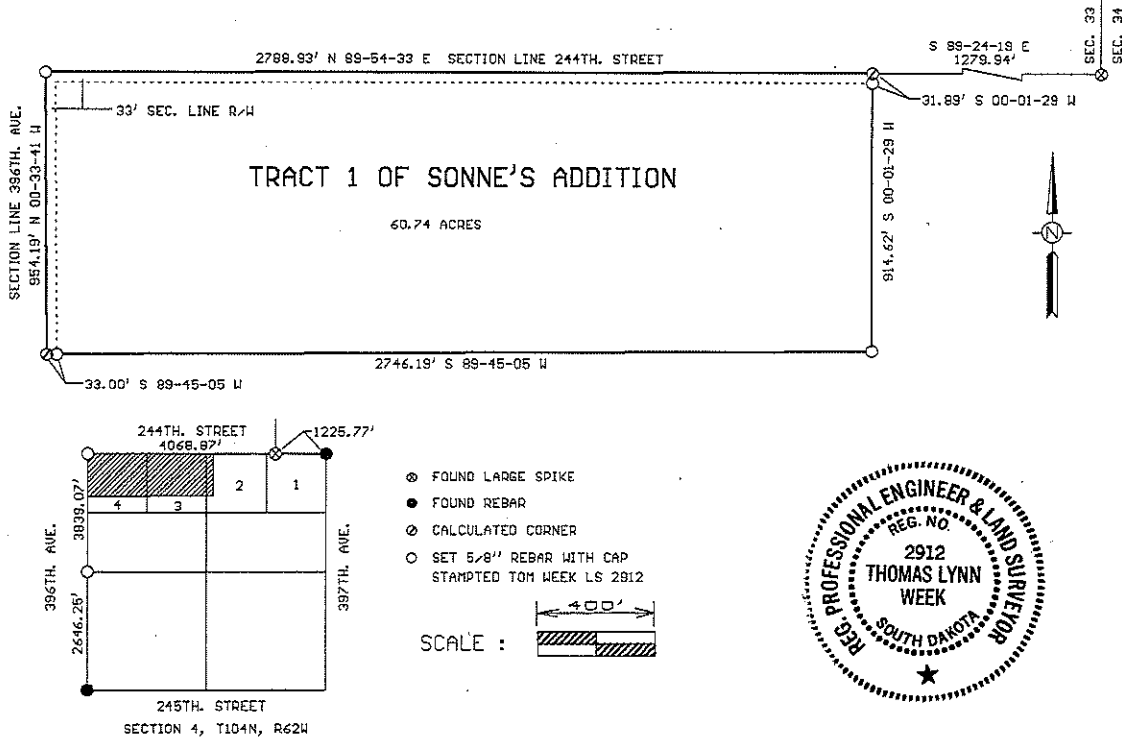 SEC. 33
SEC. 34
2788.93' N 89-54-33 E SECTION LINE 244TH. STREET
S 89-24-19 E
1279.94'
31.89' S 00-01-29 W
33' SEC. LINE R/W
SECTION LINE 396TH. AVE.
954.19' N 00-33-41 W
TRACT 1 OF SONNE'S ADDITION
60.74 ACRES
914.62' S 00-01-29 W
N
2746.19' S 89-45-05 W
33.00' S 89-45-05 W
244TH. STREET
4068.87'
1225.77'
4
3
2
1
396TH. AVE.
3839.07'
2646.25'
397TH. AVE.
245TH. STREET
SECTION 4, T104N, R62W
FOUND LARGE SPIKE
FOUND REBAR
CALCULATED CORNER
SET 5/8" REBAR WITH CAP
STAMPTED TOM WEEK LS 2912
400'
SCALE :
REG. PROFESSIONAL ENGINEER & LAND SURVEYOR
REG. NO.
2912
THOMAS LYNN
WEEK
SOUTH DAKOTA